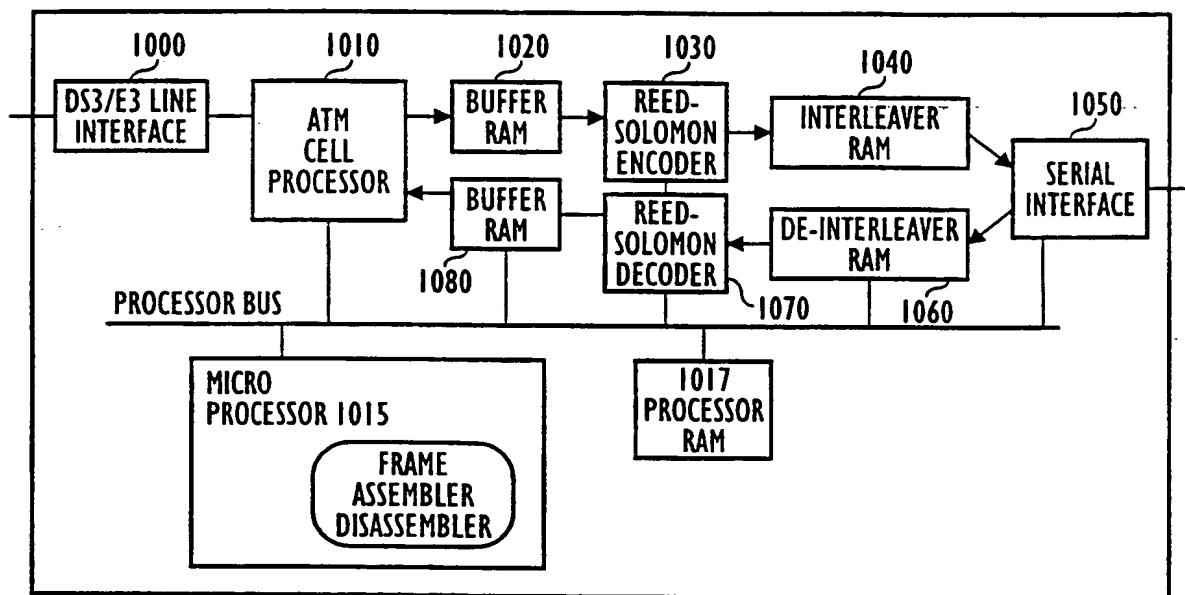 1000
1010
1020
1030
1040
1050
DS3/E3 LINE
INTERFACE
ATM
CELL
PROCESSOR
BUFFER
RAM
REED-
SOLOMON
ENCODER
INTERLEAVER
RAM
SERIAL
INTERFACE
BUFFER
RAM
1080
REED-
SOLOMON
DECODER
1070
DE-INTERLEAVER
RAM
1060
PROCESSOR BUS
MICRO
PROCESSOR 1015
FRAME
ASSEMBLER
DISASSEMBLER
1017
PROCESSOR
RAM